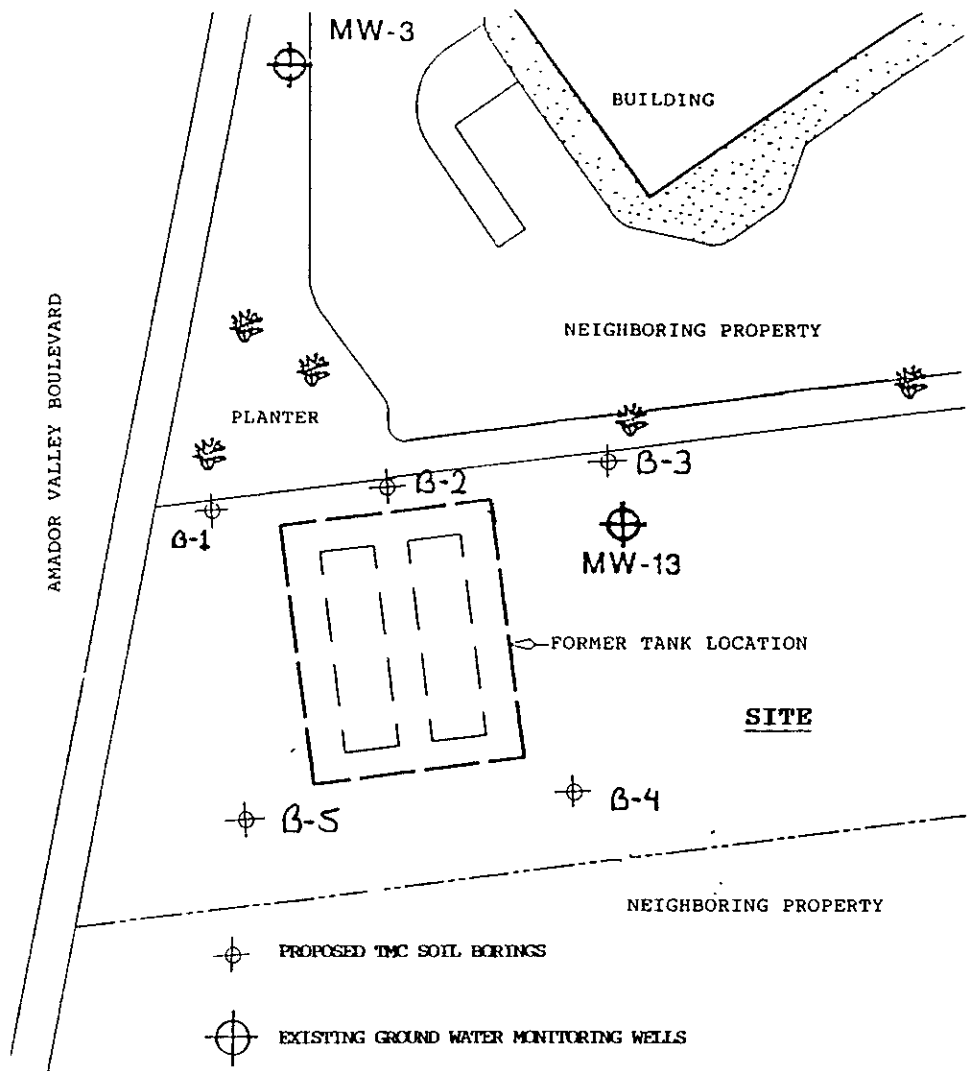 MW-3
BUILDING
AMADOR VALLEY BOULEVARD
NEIGHBORING PROPERTY
PLANTER
B-3
B-2
B-1
MW-13
FORMER TANK LOCATION
SITE
B-4
B-5
NEIGHBORING PROPERTY
PROPOSED TMC SOIL BORINGS
EXISTING GROUND WATER MONITORING WELLS